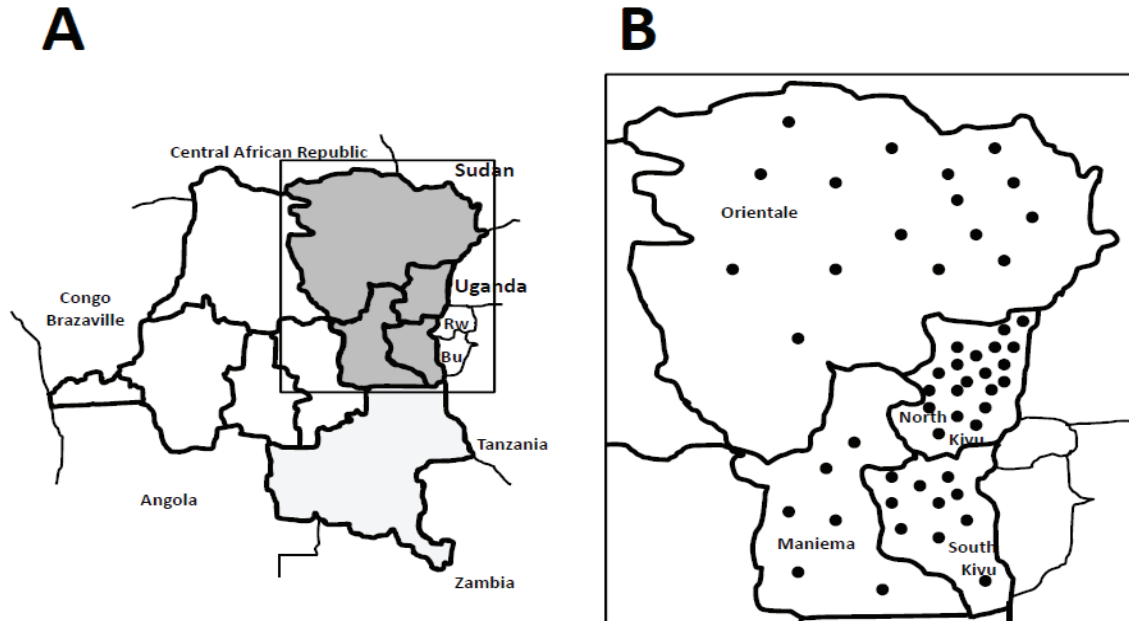 A
Central African Republic
Sudan
Congo
Brazaville
Uganda
Rw
Bu
Tanzania
Angola
Zambia
B
Orientale
North
Kivu
Maniema
South
Kivu